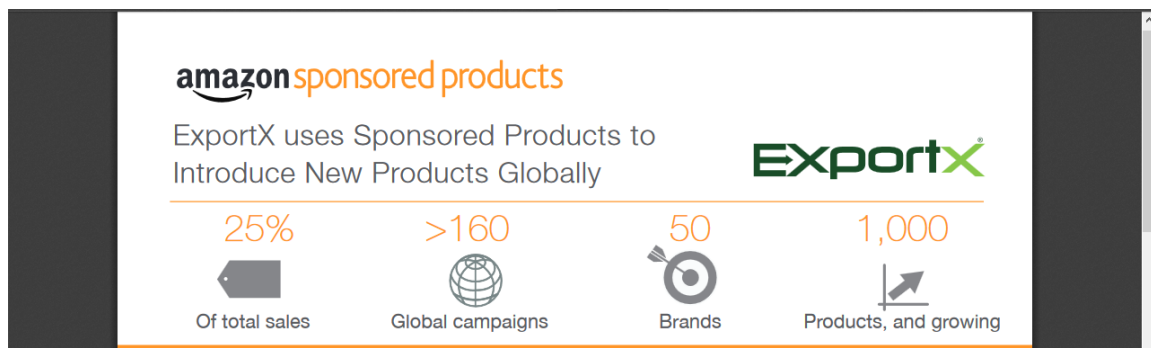 amazon sponsored products
ExportX uses Sponsored Products to
Introduce New Products Globally
Exportx®
25% >160 50 1,000
Of total sales Global campaigns Brands Products, and growing